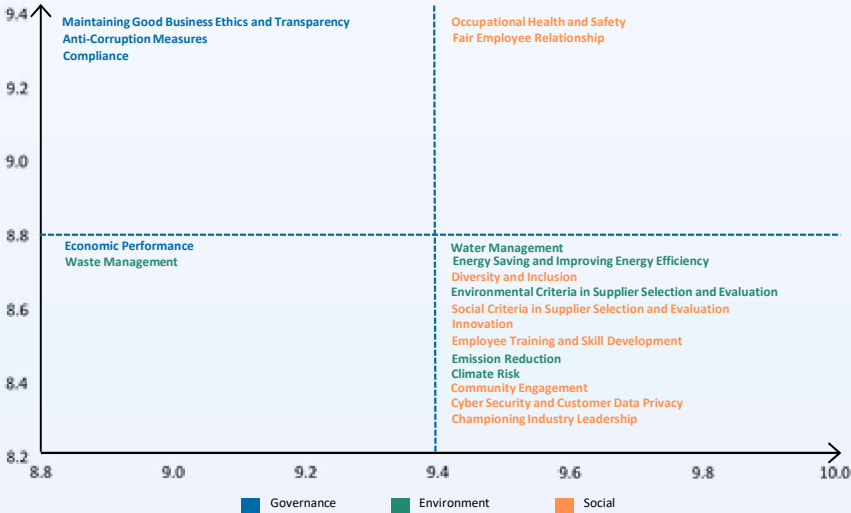 9.4
Maintaining Good Business Ethics and Transparency
Anti-Corruption Measures
Compliance
Occupational Health and Safety
Fair Employee Relationship
9.2
9.0
8.8
Economic Performance
Waste Management
Water Management
Energy Saving and Improving Energy Efficiency
Diversity and Inclusion
Environmental Criteria in Supplier Selection and Evaluation
Social Criteria in Supplier Selection and Evaluation
Innovation
Employee Training and Skill Development
Emission Reduction
Climate Risk
Community Engagement
Cyber Security and Customer Data Privacy
Championing Industry Leadership
8.6
8.4
8.2
8.8 9.0 9.2 9.4 9.6 9.8 10.0
Governance Environment Social